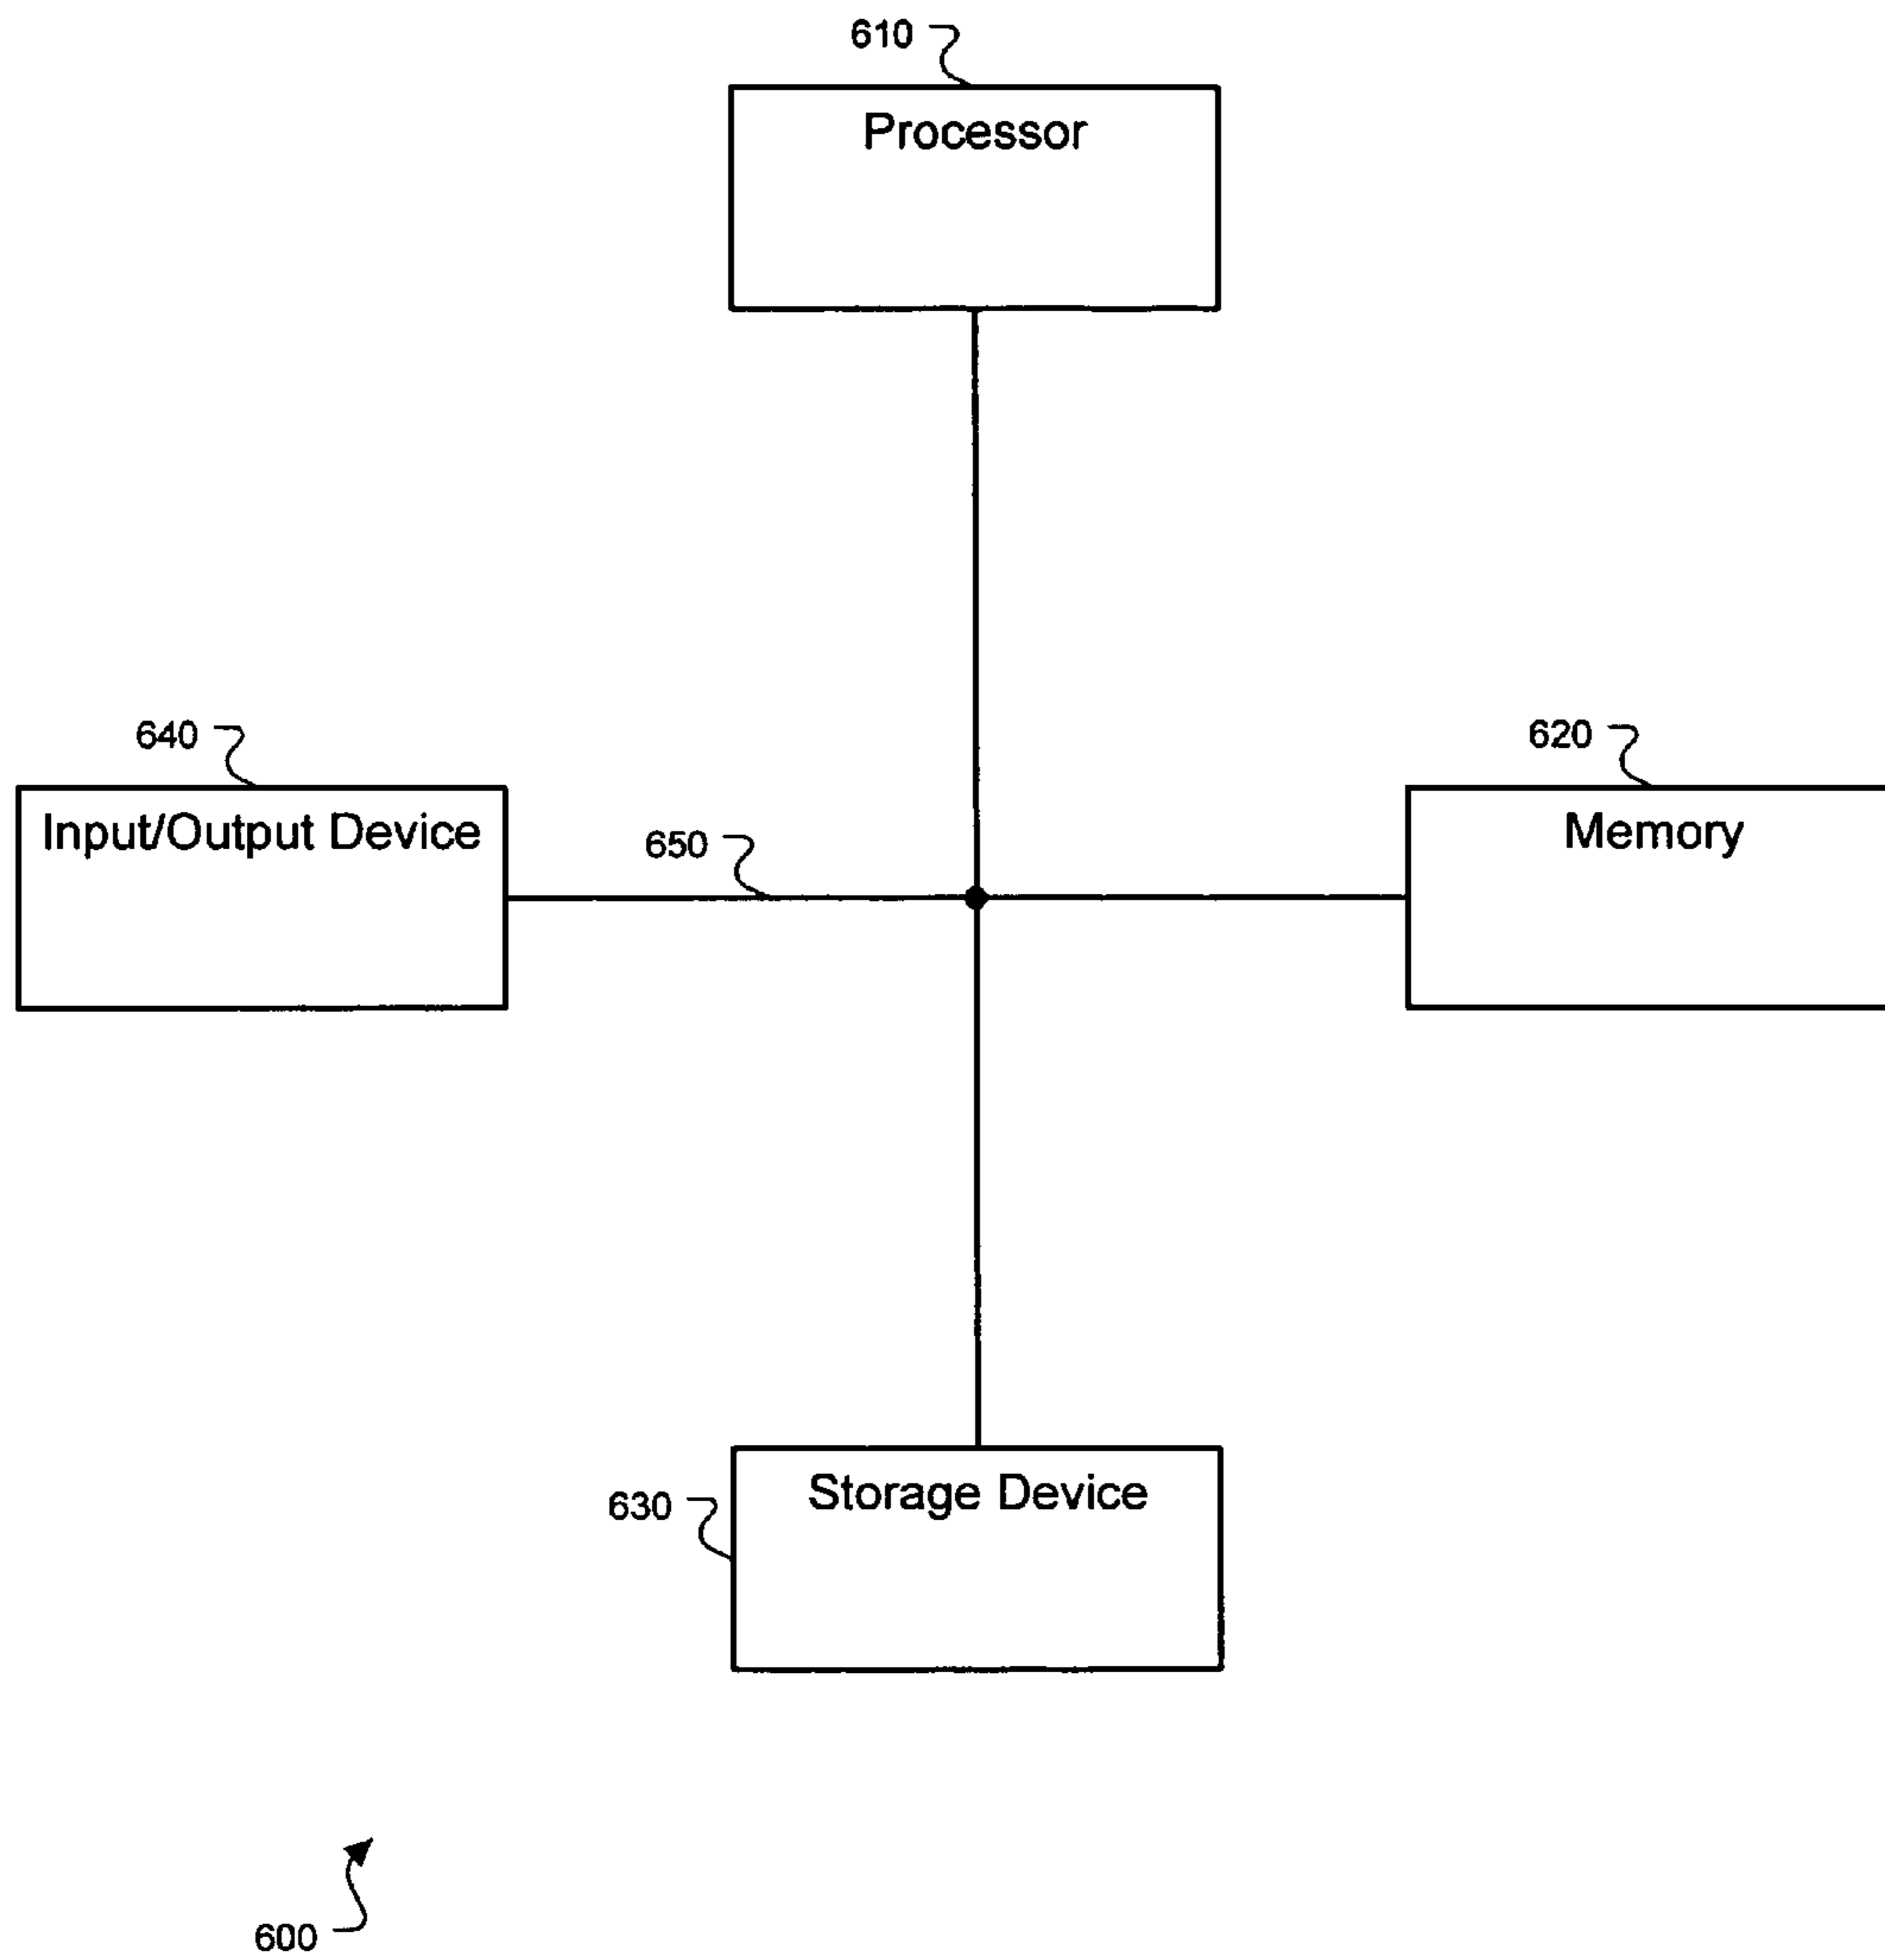 610
Processor
640
620
Input/Output Device
650
Memory
630
Storage Device
600